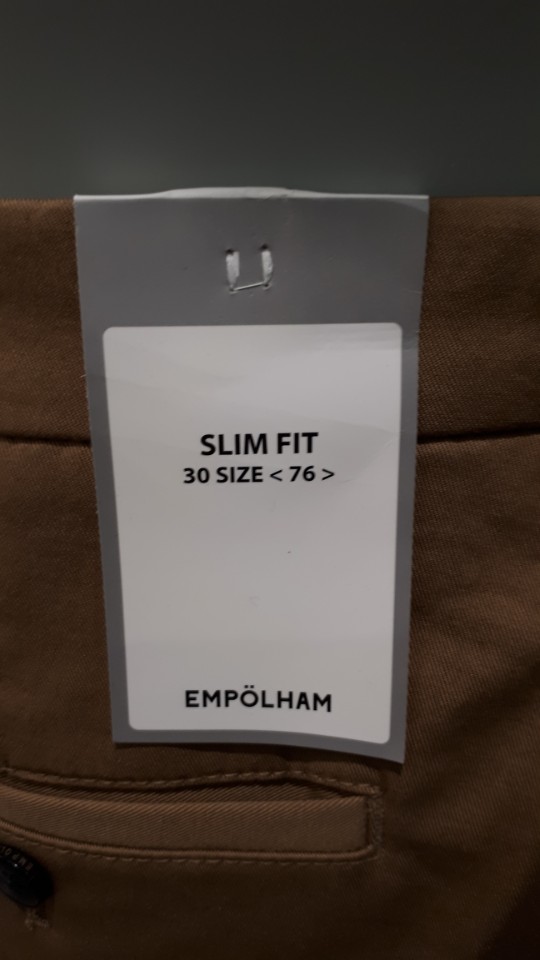 SLIM FIT
30 SIZE < 76 >
EMPÖLHAM